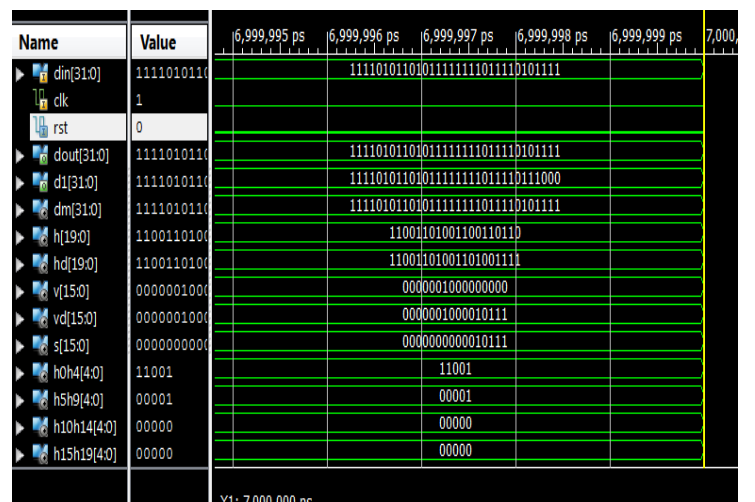 Name Value 6,999,995 ps 6,999,996 ps 6,999,997 ps 6,999,998 ps 6,999,999 ps 7,000,
din[31:0] 1111010110 11110101101011111111011110101111
clk 1
rst 0
dout[31:0] 1111010110 11110101101011111111011110101111
d1[31:0] 1111010110 11110101101011111111011110111000
dm[31:0] 1111010110 11110101101011111111011110101111
h[19:0] 1100110100 11001101001100110110
hd[19:0] 1100110100 11001101001101001111
v[15:0] 0000001000 0000001000000000
vd[15:0] 0000001000 0000001000010111
s[15:0] 0000000000 0000000000010111
h0h4[4:0] 11001 11001
h5h9[4:0] 00001 00001
h10h14[4:0] 00000 00000
h15h19[4:0] 00000 00000
X1: 7,000,000 ps